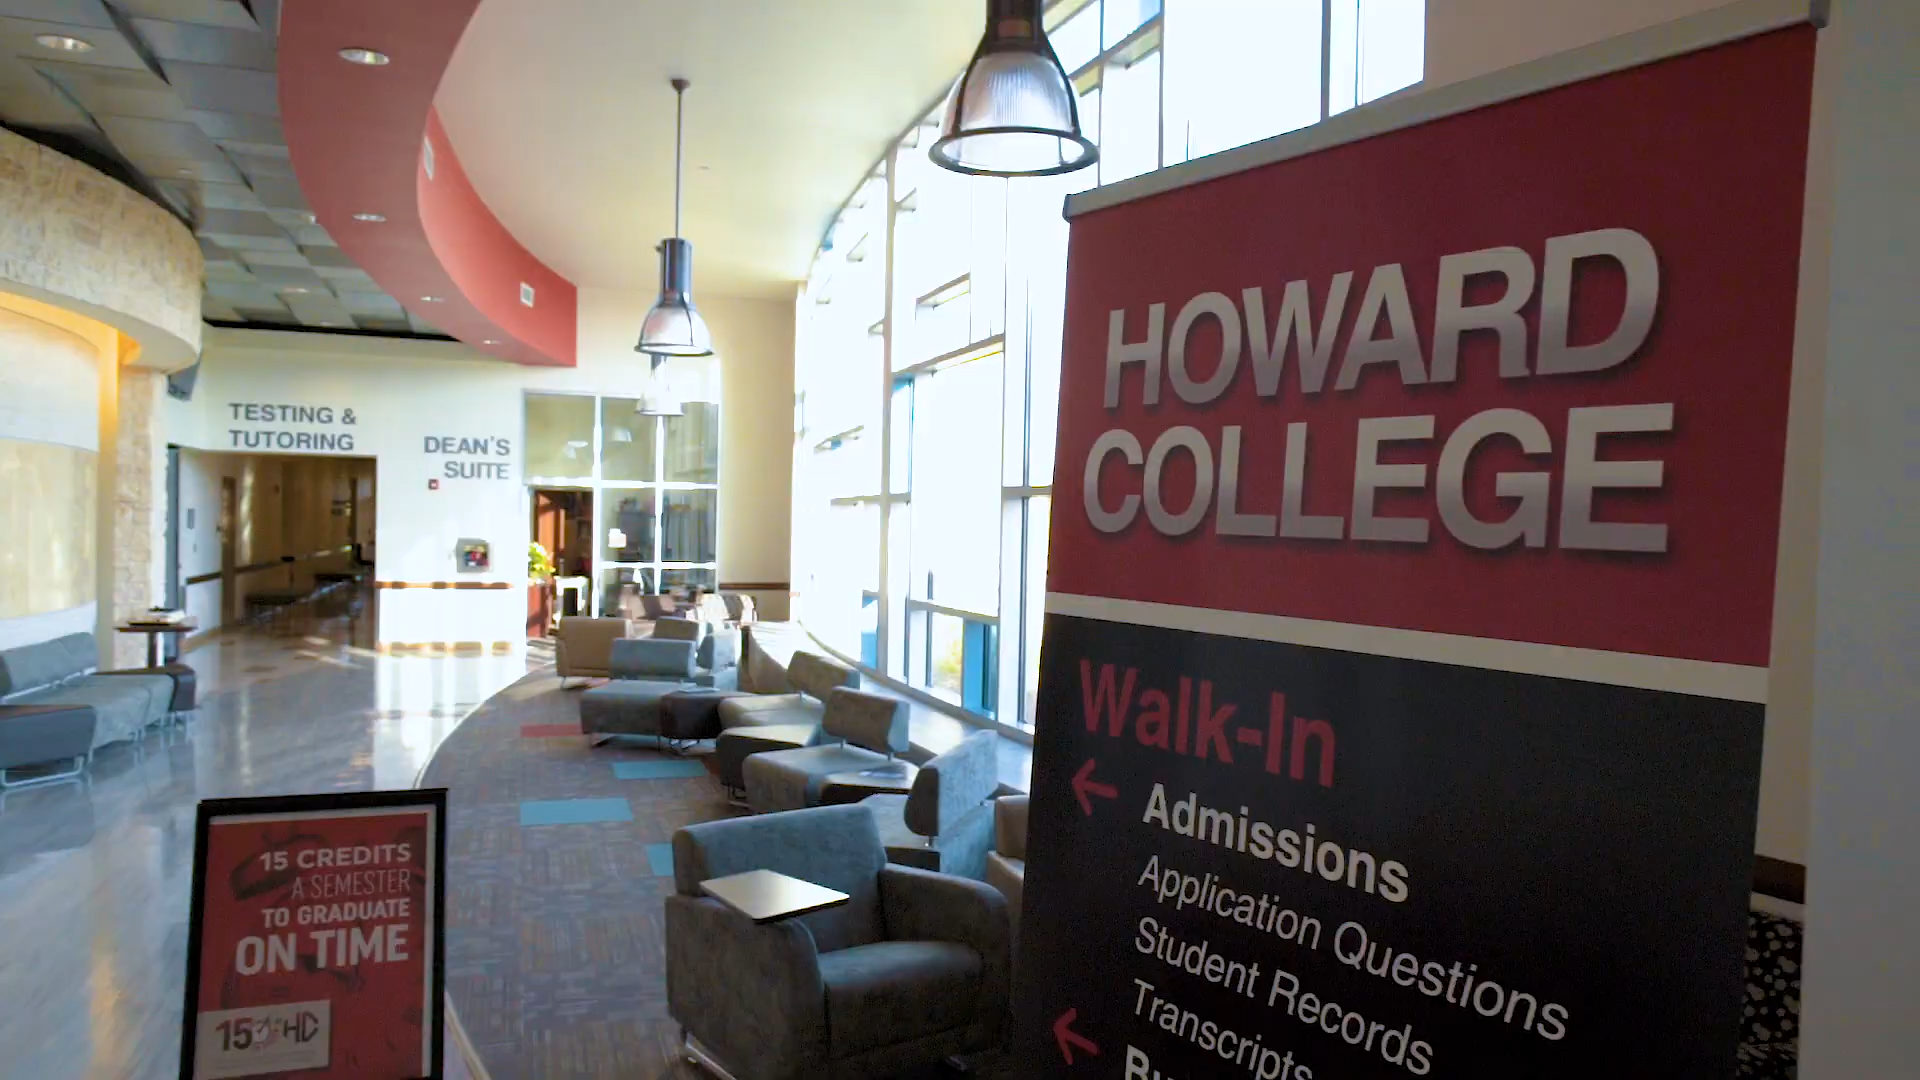 TESTING &
TUTORING
DEAN'S
SUITE
HOWARD
COLLEGE
Walk-In
Admissions
Application Questions
Student Records
Transcripts
15 CREDITS
A SEMESTER
TO GRADUATE
ON TIME